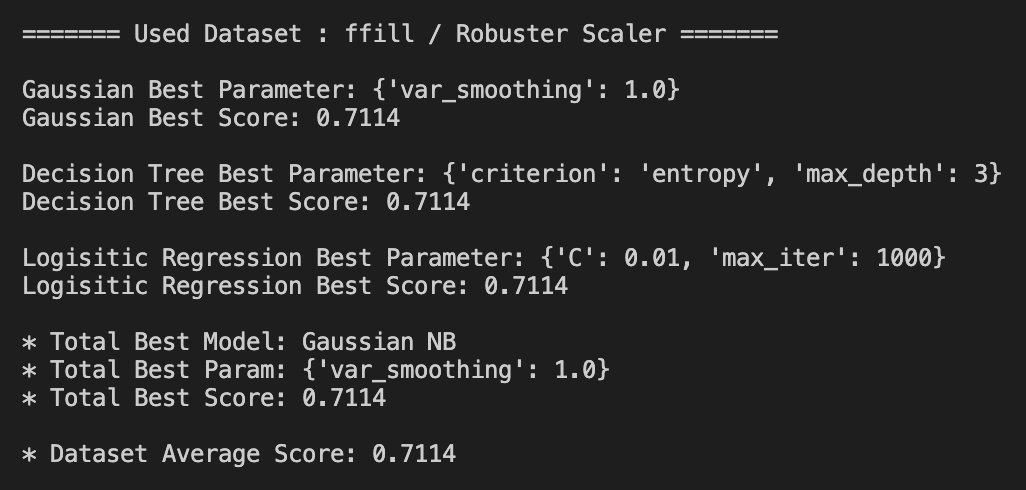 ======= Used Dataset : ffill / Robuster Scaler =======
Gaussian Best Parameter: {'var_smoothing': 1.0}
Gaussian Best Score: 0.7114
Decision Tree Best Parameter: {'criterion': 'entropy', 'max_depth': 3}
Decision Tree Best Score: 0.7114
Logisitic Regression Best Parameter: {'C': 0.01, 'max_iter': 1000}
Logisitic Regression Best Score: 0.7114
* Total Best Model: Gaussian NB
* Total Best Param: {'var_smoothing': 1.0}
* Total Best Score: 0.7114
* Dataset Average Score: 0.7114